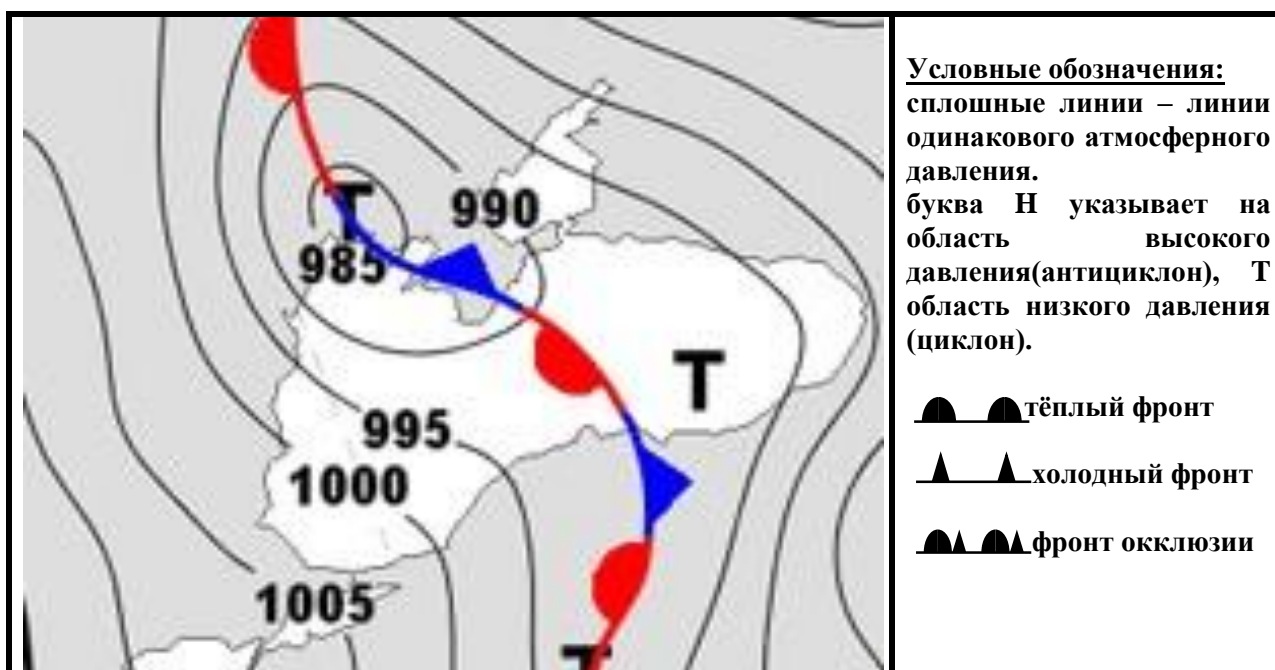 T
990
985
T
995
1000
1005
T
Условные обозначения:
сплошные линии – линии
одинакового атмосферного
давления.
буква Н указывает на
область высокого
давления(антициклон), Т
область низкого давления
(циклон).
тёплый фронт
холодный фронт
фронт окклюзии